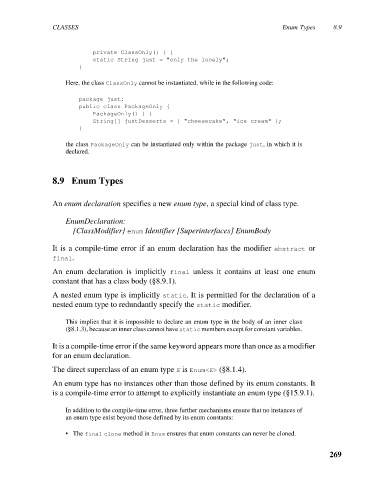 CLASSES Enum Types 8.9
private ClassOnly() { }
static String just = "only the lonely";
}
Here, the class ClassOnly cannot be instantiated, while in the following code:
package just;
public class PackageOnly {
PackageOnly() { }
String[] justDesserts = { "cheesecake", "ice cream" };
}
the class PackageOnly can be instantiated only within the package just, in which it is
declared.
8.9 Enum Types
An enum declaration specifies a new enum type, a special kind of class type.
EnumDeclaration:
{ClassModifier} enum Identifier [Superinterfaces] EnumBody
It is a compile-time error if an enum declaration has the modifier abstract or
final.
An enum declaration is implicitly final unless it contains at least one enum
constant that has a class body (§8.9.1).
A nested enum type is implicitly static. It is permitted for the declaration of a
nested enum type to redundantly specify the static modifier.
This implies that it is impossible to declare an enum type in the body of an inner class
(§8.1.3), because an inner class cannot have static members except for constant variables.
It is a compile-time error if the same keyword appears more than once as a modifier
for an enum declaration.
The direct superclass of an enum type E is Enum<E> (§8.1.4).
An enum type has no instances other than those defined by its enum constants. It
is a compile-time error to attempt to explicitly instantiate an enum type (§15.9.1).
In addition to the compile-time error, three further mechanisms ensure that no instances of
an enum type exist beyond those defined by its enum constants:
• The final clone method in Enum ensures that enum constants can never be cloned.
269